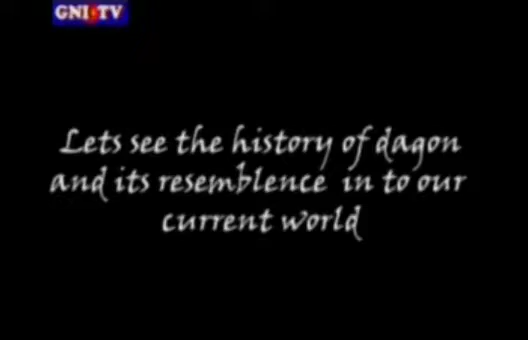 GNI TV
Lets see the history of dagon
and its resemblence in to our
current world